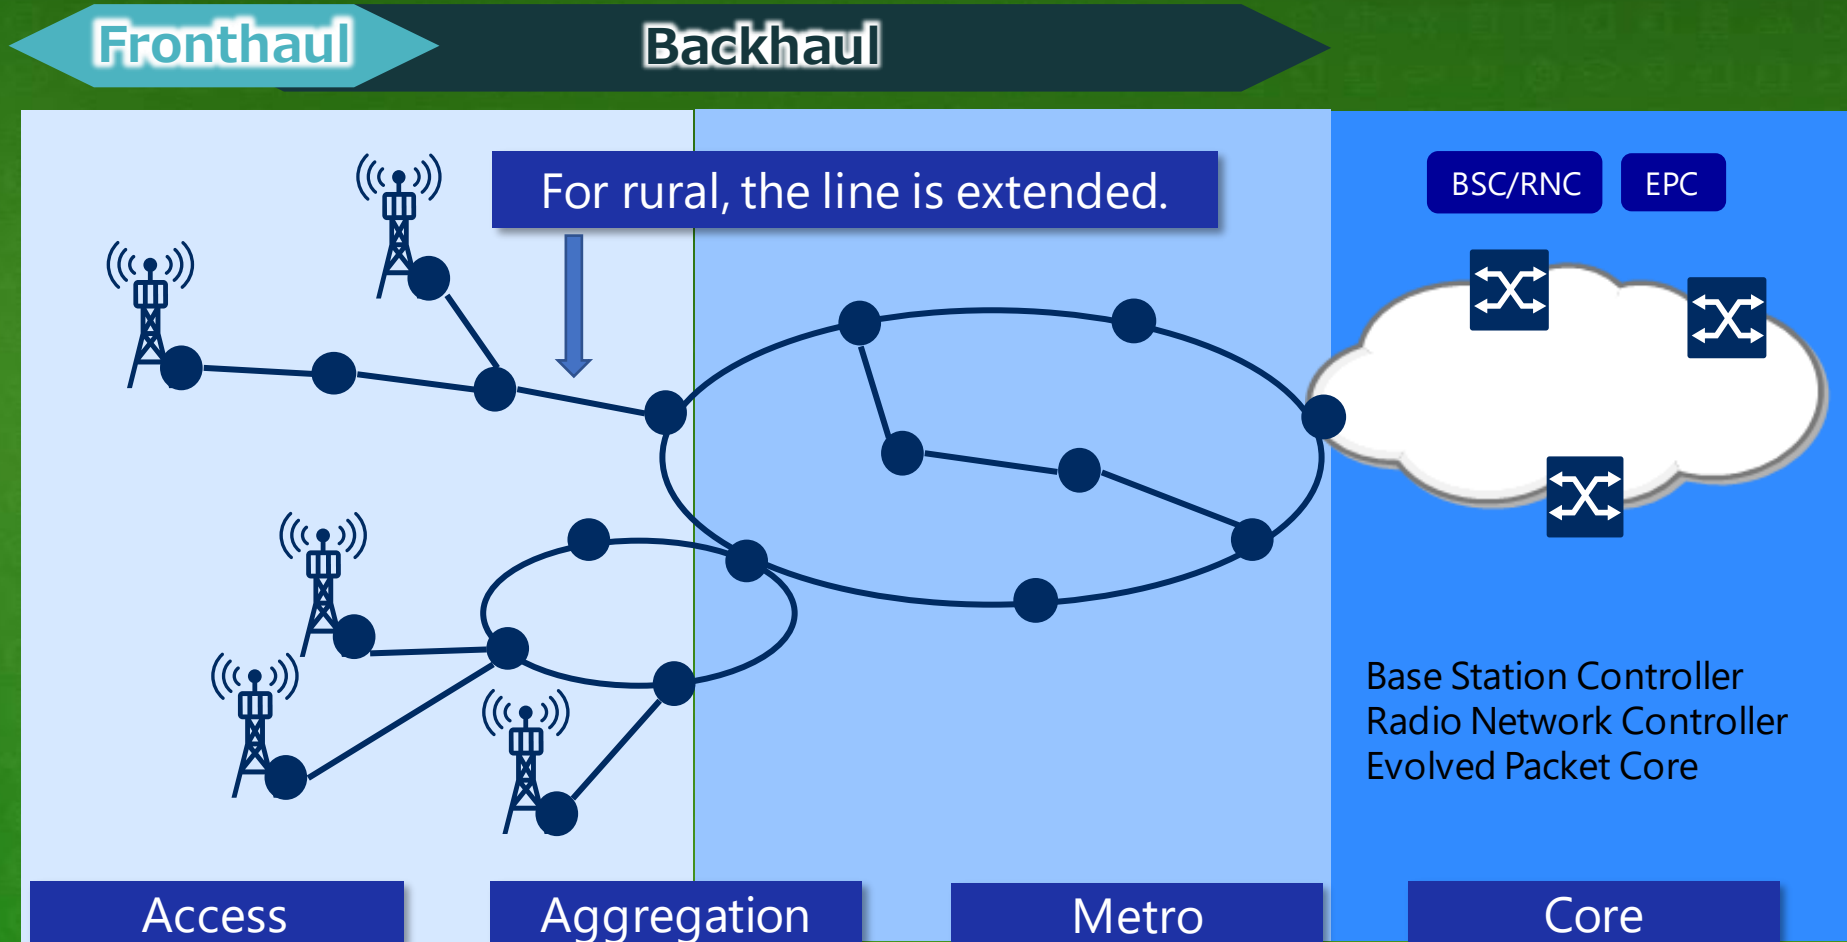 Fronthaul
Backhaul
For rural, the line is extended.
BSC/RNC
EPC
Base Station Controller
Radio Network Controller
Evolved Packet Core
Access
Aggregation
Metro
Core